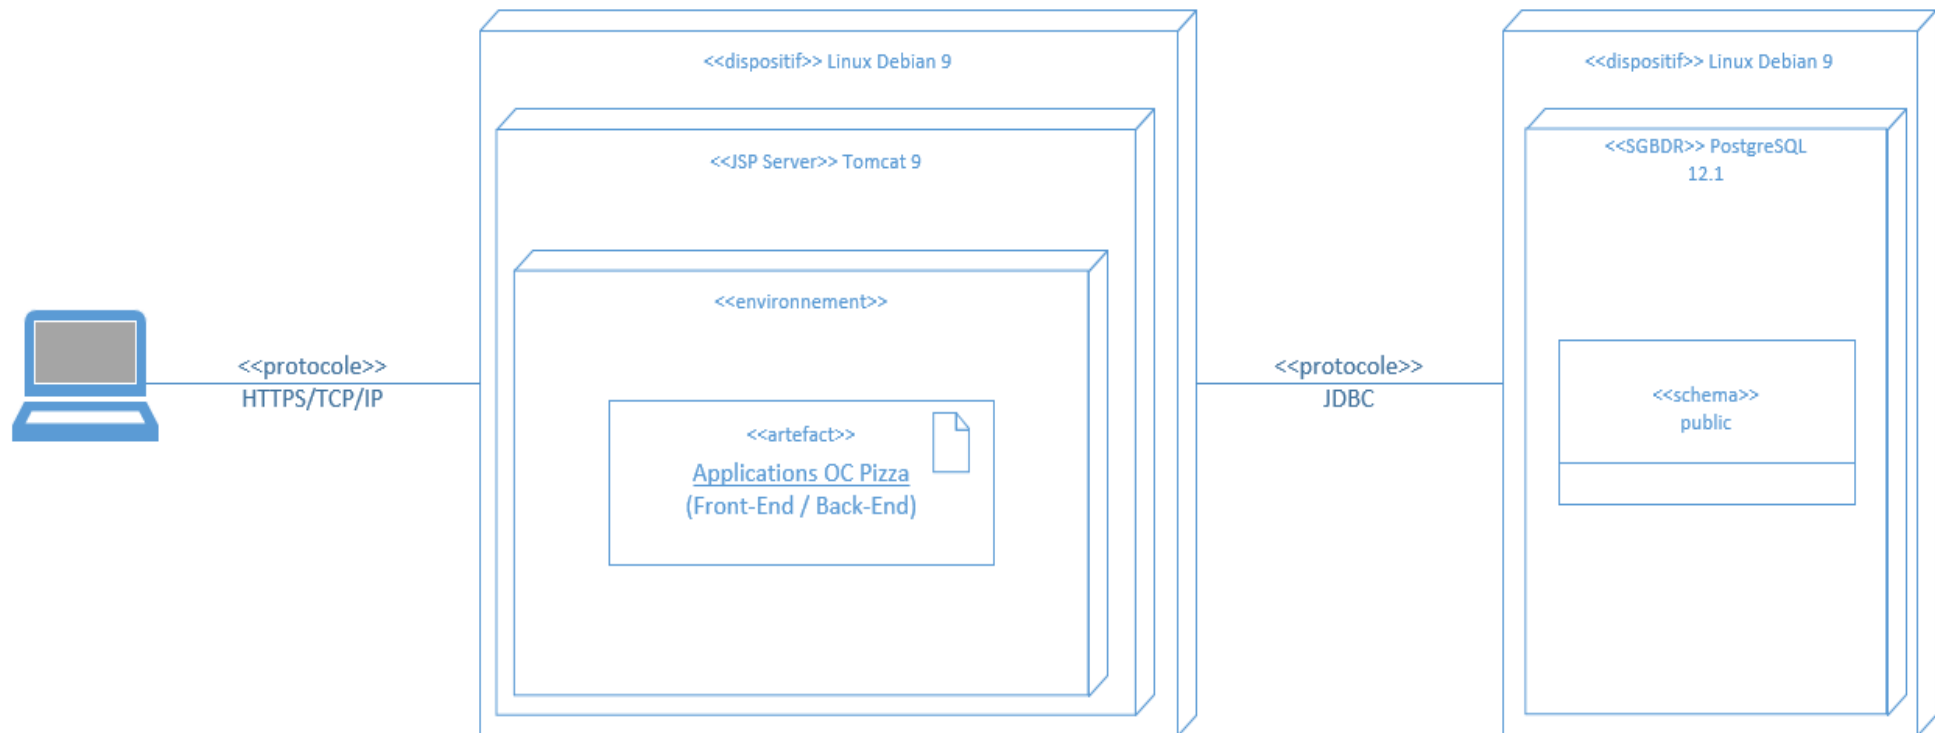 <<dispositif>> Linux Debian 9
<<dispositif>> Linux Debian 9
<<JSP Server>> Tomcat 9
<<SGBDR>> PostgreSQL
12.1
<<environnement>>
<<protocole>>
HTTPS/TCP/IP
<<protocole>>
JDBC
<<artefact>>
Applications OC Pizza
(Front-End / Back-End)
<<schema>>
public